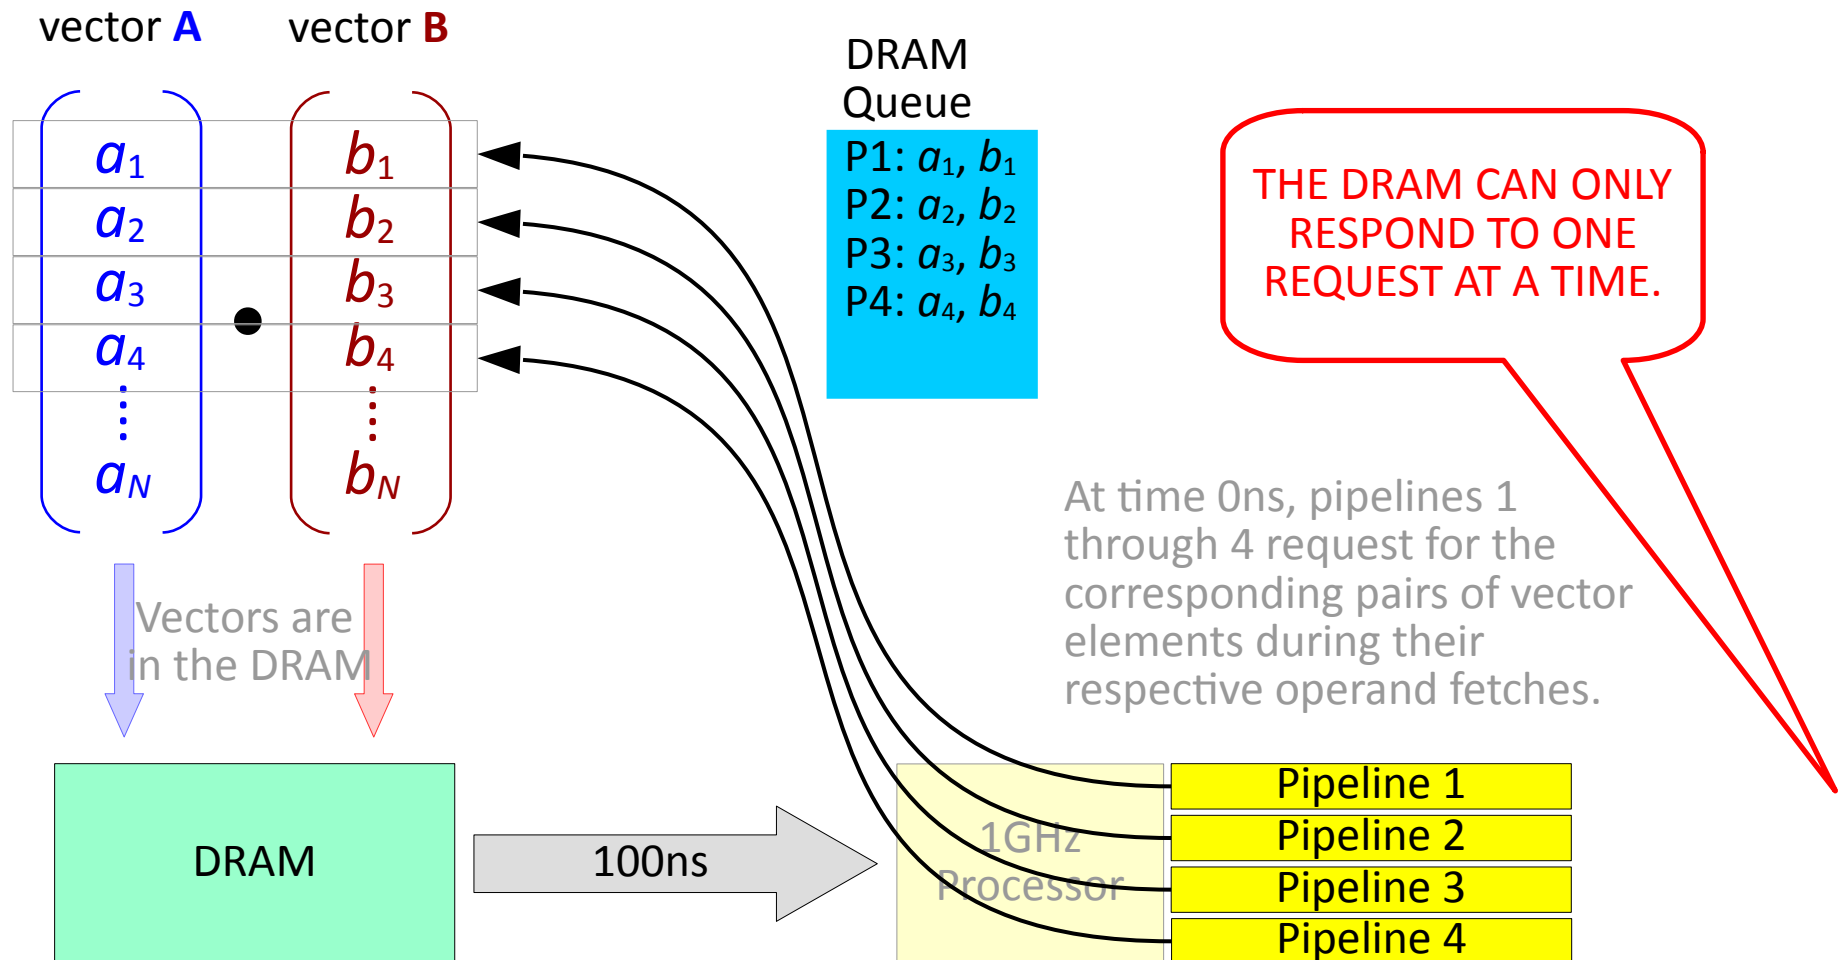 vector A
vector B
DRAM
Queue
a1
b1
a2
b2
a3
b3
a4
b4
aN
bN
P1: a1, b1
P2: a2, b2
P3: a3, b3
P4: a4, b4
THE DRAM CAN ONLY
RESPOND TO ONE
REQUEST AT A TIME.
At time 0ns, pipelines 1
through 4 request for the
corresponding pairs of vector
elements during their
respective operand fetches.
Vectors are
in the DRAM
DRAM
100ns
1GHz
Processor
Pipeline 1
Pipeline 2
Pipeline 3
Pipeline 4